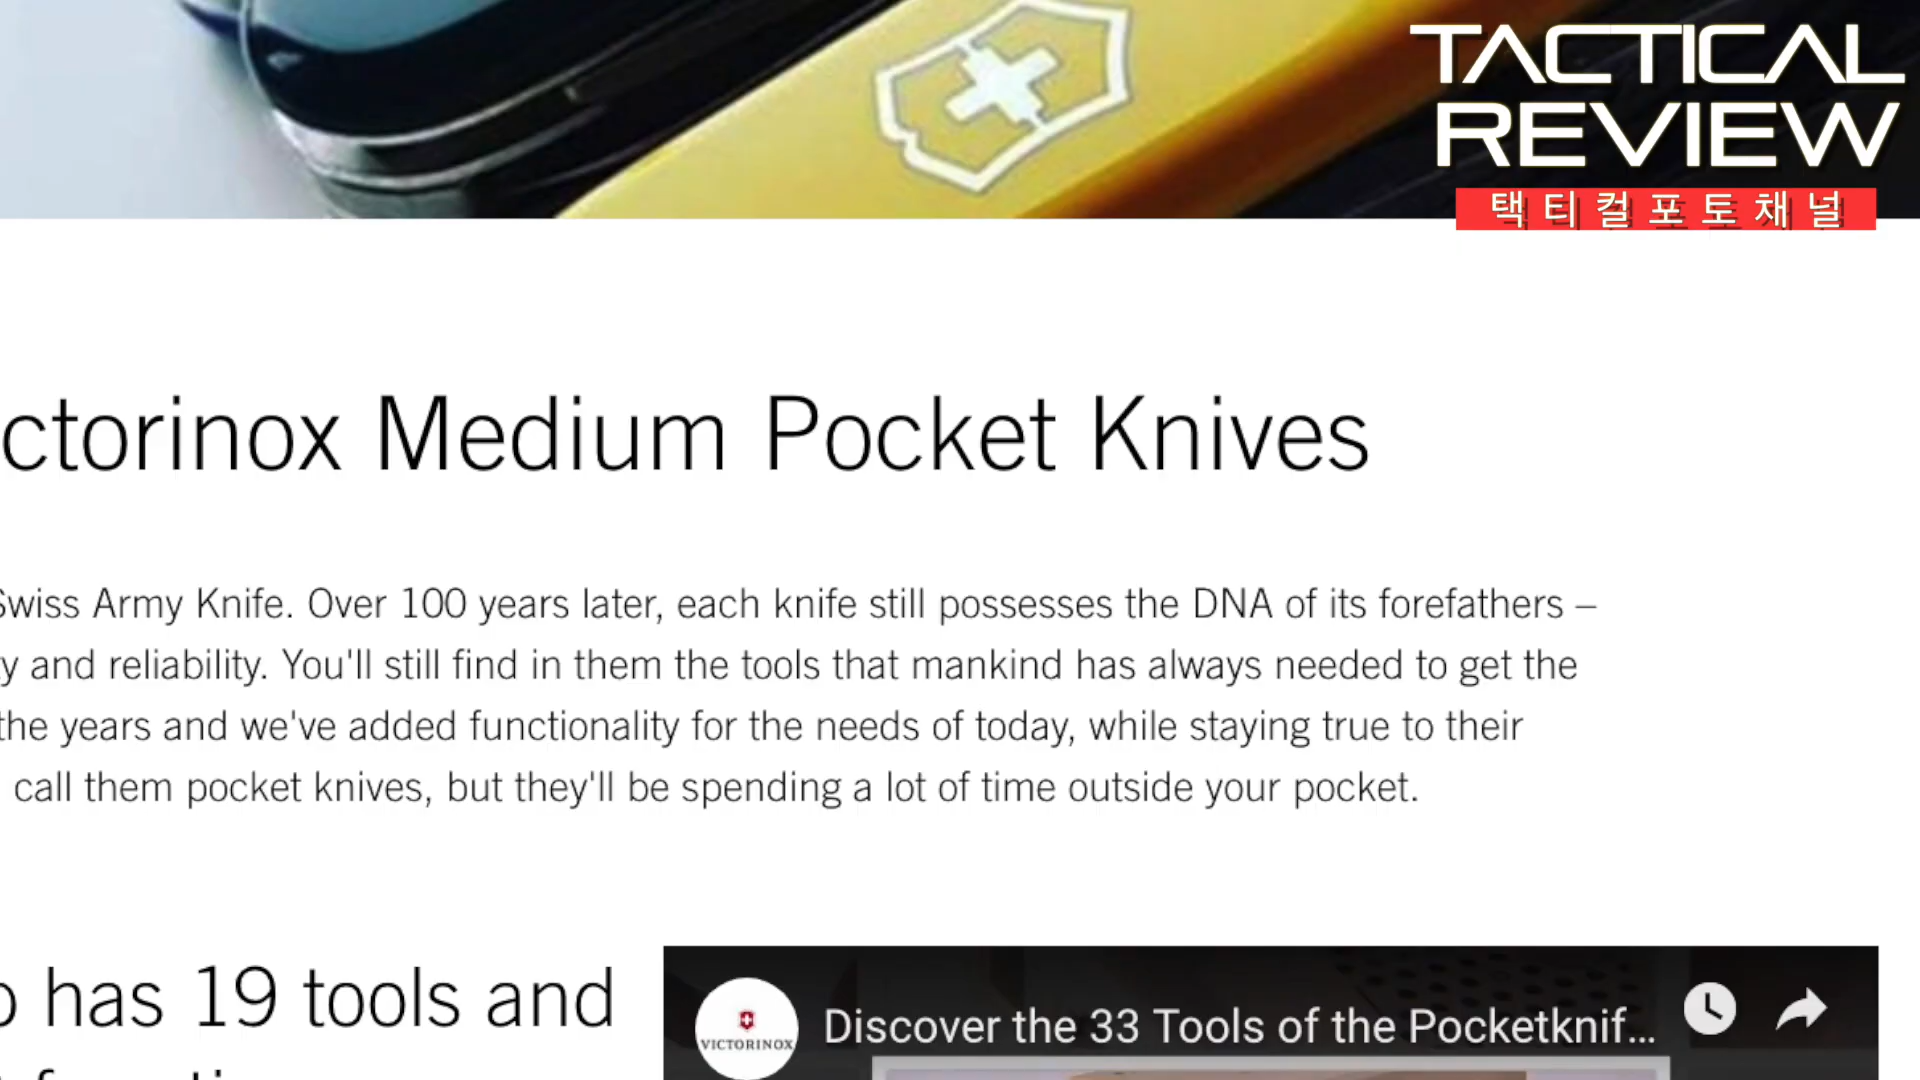 TACTICAL
REVIEW
택티컬포토채널
ctorinox Medium Pocket Knives
Swiss Army Knife. Over 100 years later, each knife still possesses the DNA of its forefathers –
y and reliability. You'll still find in them the tools that mankind has always needed to get the
the years and we've added functionality for the needs of today, while staying true to their
call them pocket knives, but they'll be spending a lot of time outside your pocket.
has 19 tools and
VICTORINOX
Discover the 33 Tools of the Pocketknif...